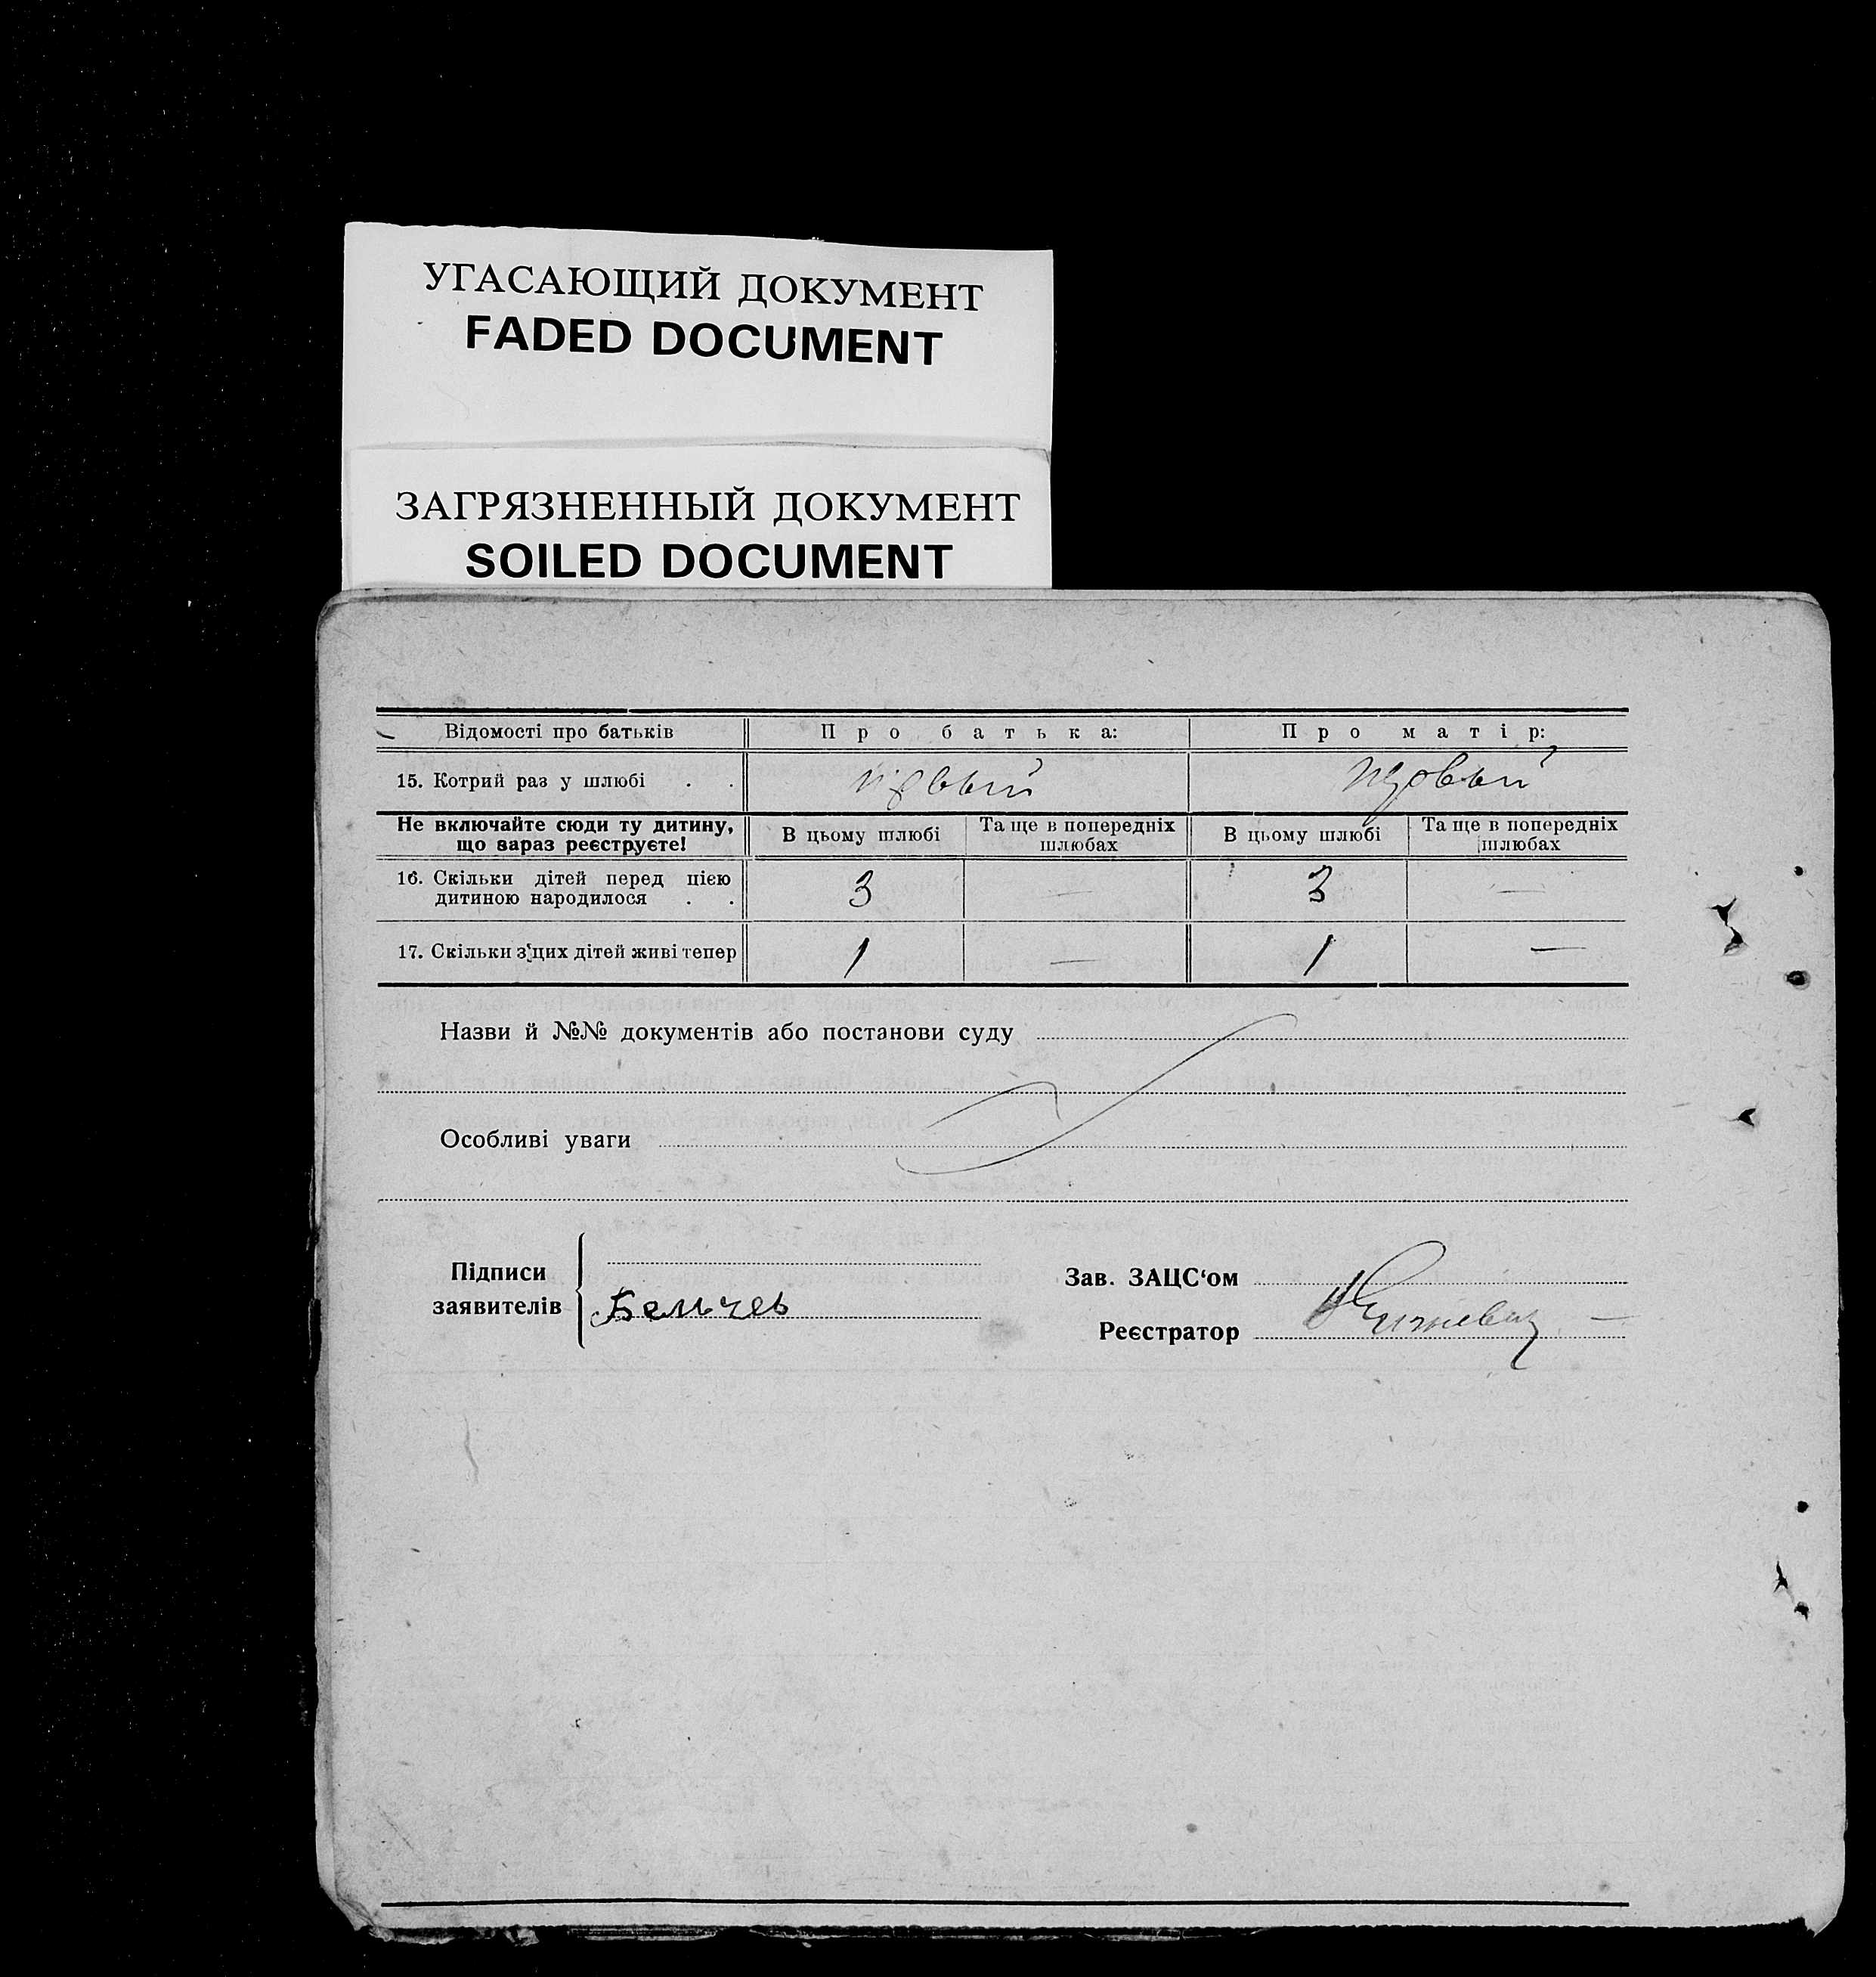 УГАСАЮЩИЙ ДОКУМЕНТ
FADED DOCUMENT
ЗАГРЯЗНЕННЫЙ ДОКУМЕНТ
SOILED DOCUMENT
Відомості про батьків Про батька: Про матір:
15. Котрий раз у шлюбі . . первый первый
Не включайте сюди ту дитину, що вараз реєструєте! В цьому шлюбі Та ще в попередніх шлюбах В цьому шлюбі Та ще в попередніх шлюбах
16. Скільки дітей перед цією дитиною народилося . . 3 — 3 —
17. Скільки з цих дітей живі тепер 1 — 1 —
Назви й №№ документів або постанови суду
Особливі уваги
Підписи заявителів Бельчев
Зав. ЗАЦС'ом
Реєстратор